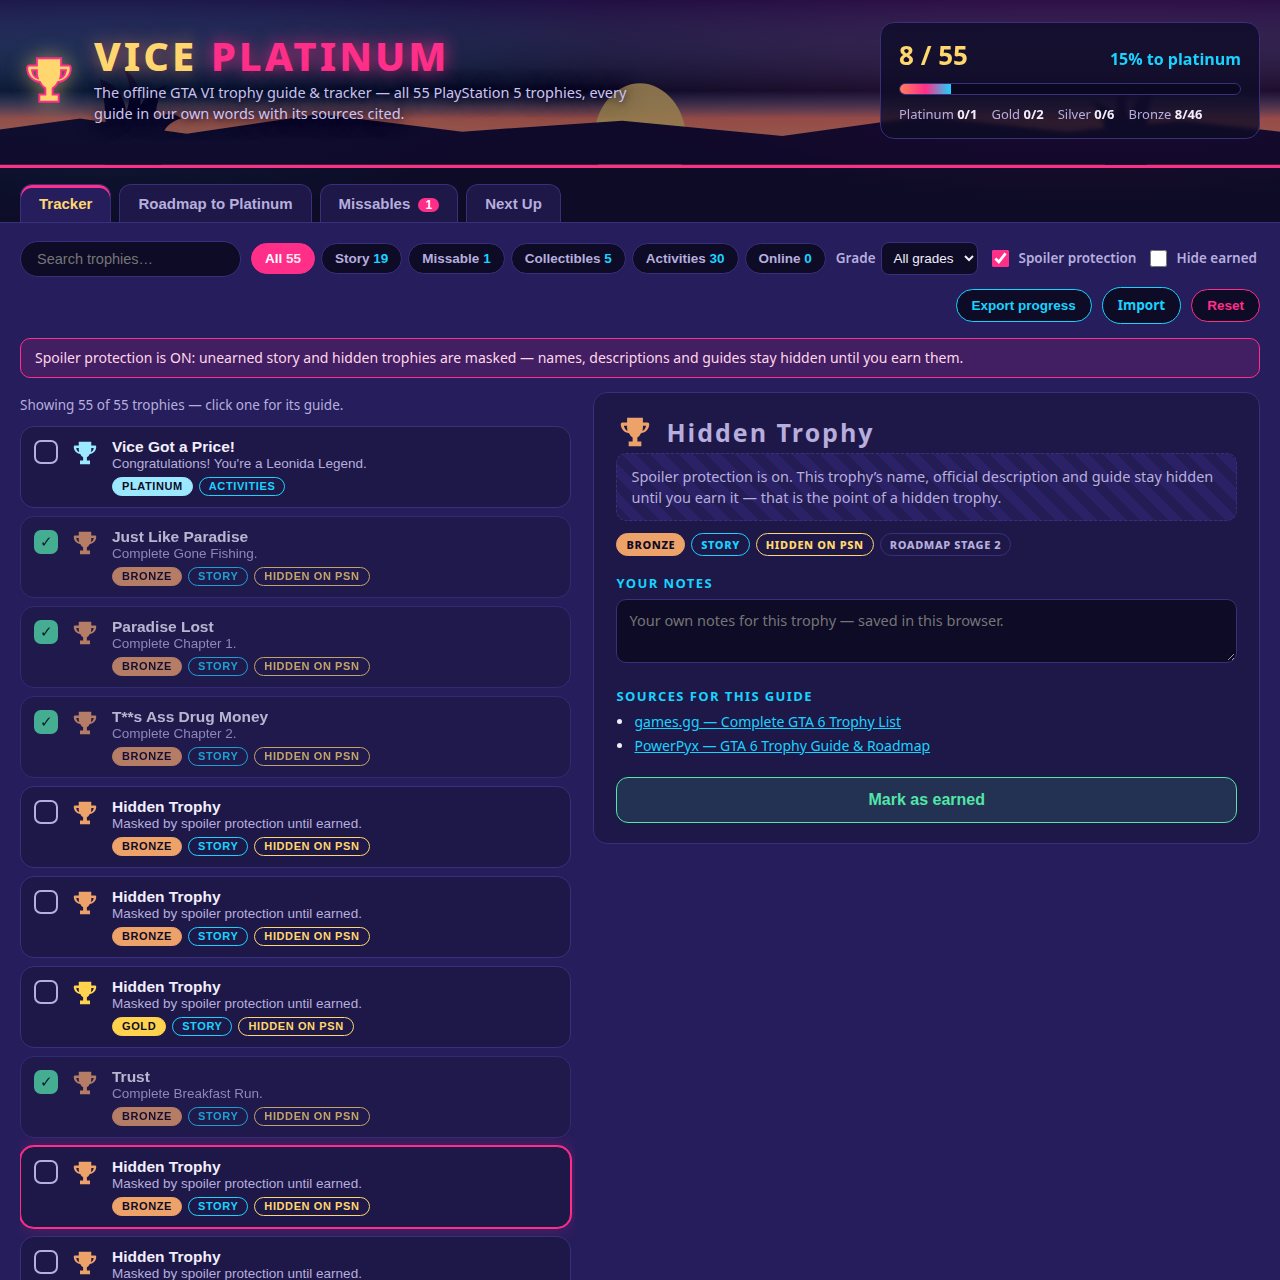 VICE PLATINUM
The offline GTA VI trophy guide & tracker — all 55 PlayStation 5 trophies, every
guide in our own words with its sources cited.
8 / 55
15% to platinum
Platinum 0/1 Gold 0/2 Silver 0/6 Bronze 8/46
Tracker
Roadmap to Platinum
Missables 1
Next Up
Search trophies…
All 55
Story 19
Missable 1
Collectibles 5
Activities 30
Online 0
Grade
All grades
Spoiler protection
Hide earned
Export progress
Import
Reset
Spoiler protection is ON: unearned story and hidden trophies are masked — names, descriptions and guides stay hidden until you earn them.
Showing 55 of 55 trophies — click one for its guide.
Vice Got a Price!
Congratulations! You're a Leonida Legend.
PLATINUM ACTIVITIES
✓
Just Like Paradise
Complete Gone Fishing.
BRONZE STORY HIDDEN ON PSN
✓
Paradise Lost
Complete Chapter 1.
BRONZE STORY HIDDEN ON PSN
✓
T**s Ass Drug Money
Complete Chapter 2.
BRONZE STORY HIDDEN ON PSN
Hidden Trophy
Masked by spoiler protection until earned.
BRONZE STORY HIDDEN ON PSN
Hidden Trophy
Masked by spoiler protection until earned.
BRONZE STORY HIDDEN ON PSN
Hidden Trophy
Masked by spoiler protection until earned.
GOLD STORY HIDDEN ON PSN
✓
Trust
Complete Breakfast Run.
BRONZE STORY HIDDEN ON PSN
Hidden Trophy
Masked by spoiler protection until earned.
BRONZE STORY HIDDEN ON PSN
Hidden Trophy
Masked by spoiler protection until earned.
Hidden Trophy
Spoiler protection is on. This trophy’s name, official description and guide stay hidden
until you earn it — that is the point of a hidden trophy.
BRONZE STORY HIDDEN ON PSN ROADMAP STAGE 2
YOUR NOTES
Your own notes for this trophy — saved in this browser.
SOURCES FOR THIS GUIDE
• games.gg — Complete GTA 6 Trophy List
• PowerPyx — GTA 6 Trophy Guide & Roadmap
Mark as earned